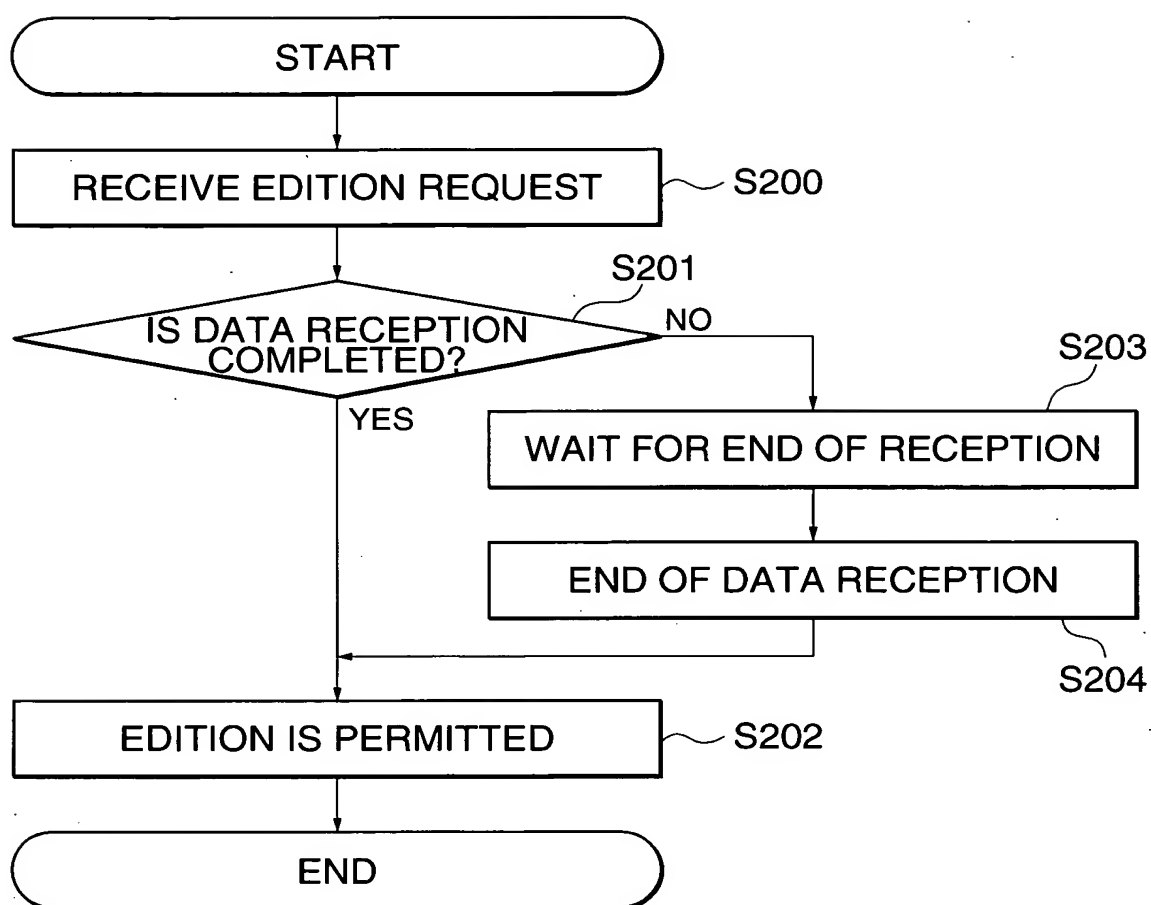 START
RECEIVE EDITION REQUEST
S200
S201
IS DATA RECEPTION
COMPLETED?
NO
YES
S203
WAIT FOR END OF RECEPTION
END OF DATA RECEPTION
S204
EDITION IS PERMITTED
S202
END